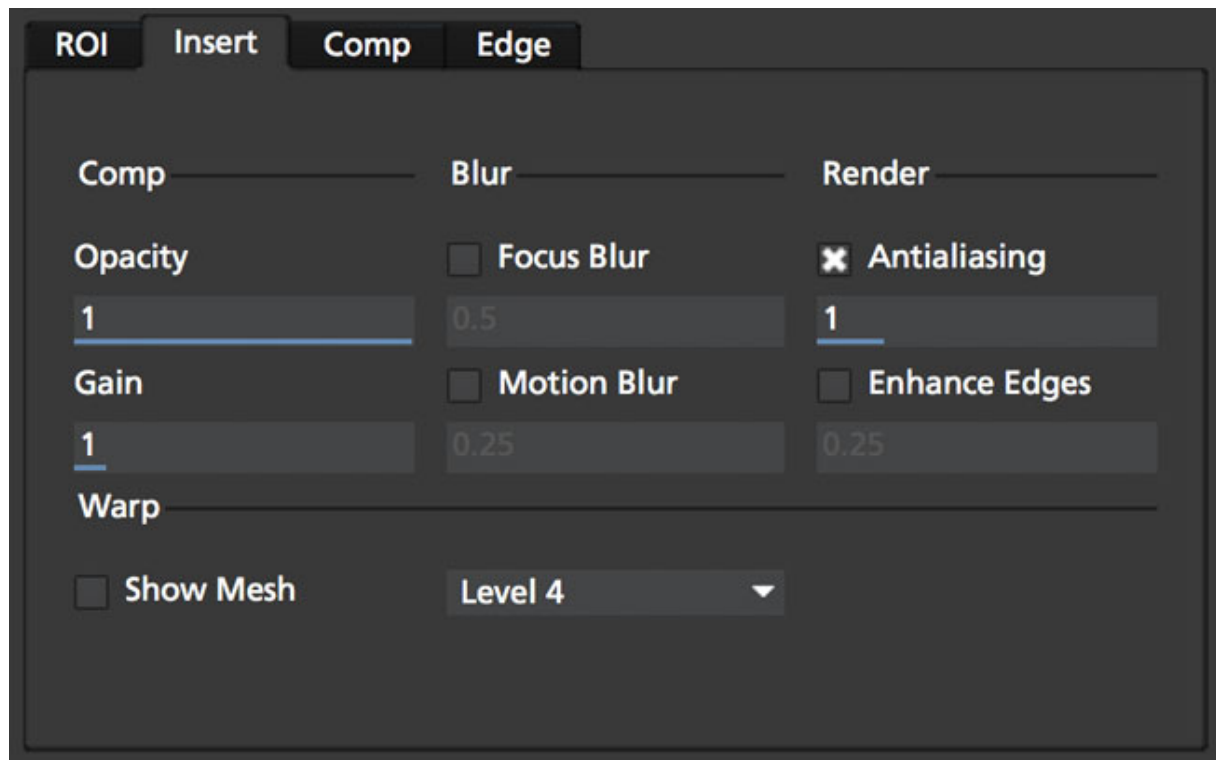 ROI Insert Comp Edge
Comp Blur Render
Opacity Focus Blur Antialiasing
1 0.5 1
Gain Motion Blur Enhance Edges
1 0.25 0.25
Warp
Show Mesh Level 4